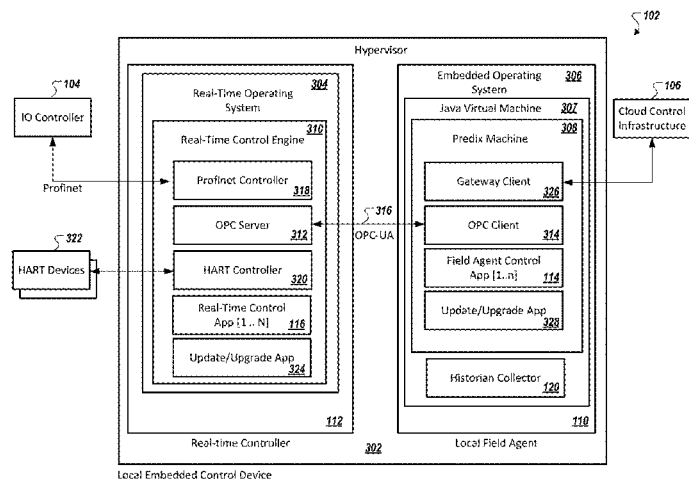 102
Hypervisor
104
IO Controller
Profinet
322
HART Devices
304
Real-Time Operating
System
310
Real-Time Control Engine
Profinet Controller
318
OPC Server
312
HART Controller
320
Real-Time Control
App [1.. N]
116
Update/Upgrade App
324
112
Real-time Controller
316
OPC-UA
Embedded Operating
System
306
Java Virtual Machine
307
308
Predix Machine
Gateway Client
326
OPC Client
314
Field Agent Control
App [1..n]
114
Update/Upgrade App
328
Historian Collector
120
110
Local Field Agent
106
Cloud Control
Infrastructure
302
Local Embedded Control Device